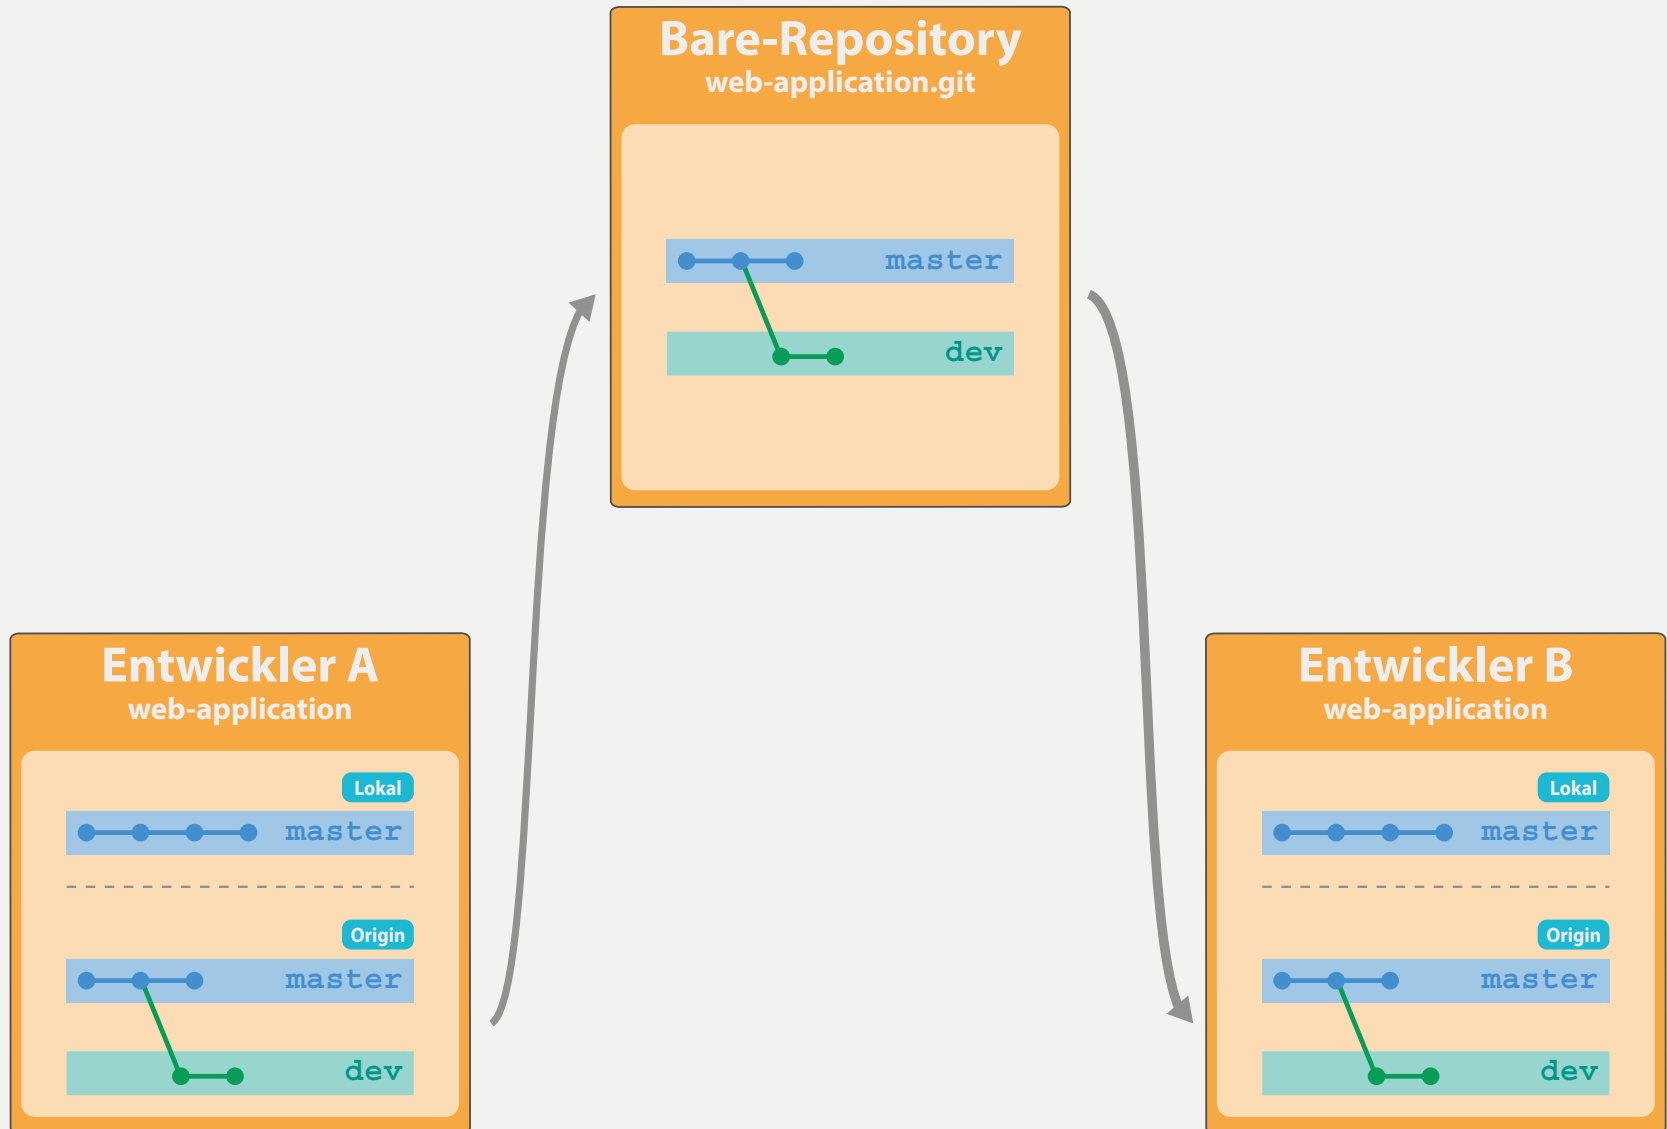 Bare-Repository
web-application.git
master
dev
Entwickler A
web-application
Lokal
master
Origin
master
dev
Entwickler B
web-application
Lokal
master
Origin
master
dev